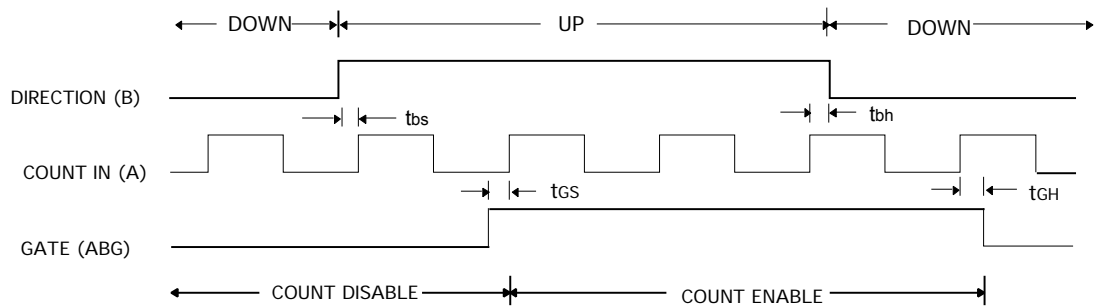 DOWN UP DOWN
DIRECTION (B)
tbs tbh
COUNT IN (A)
tGS tGH
GATE (ABG)
COUNT DISABLE COUNT ENABLE